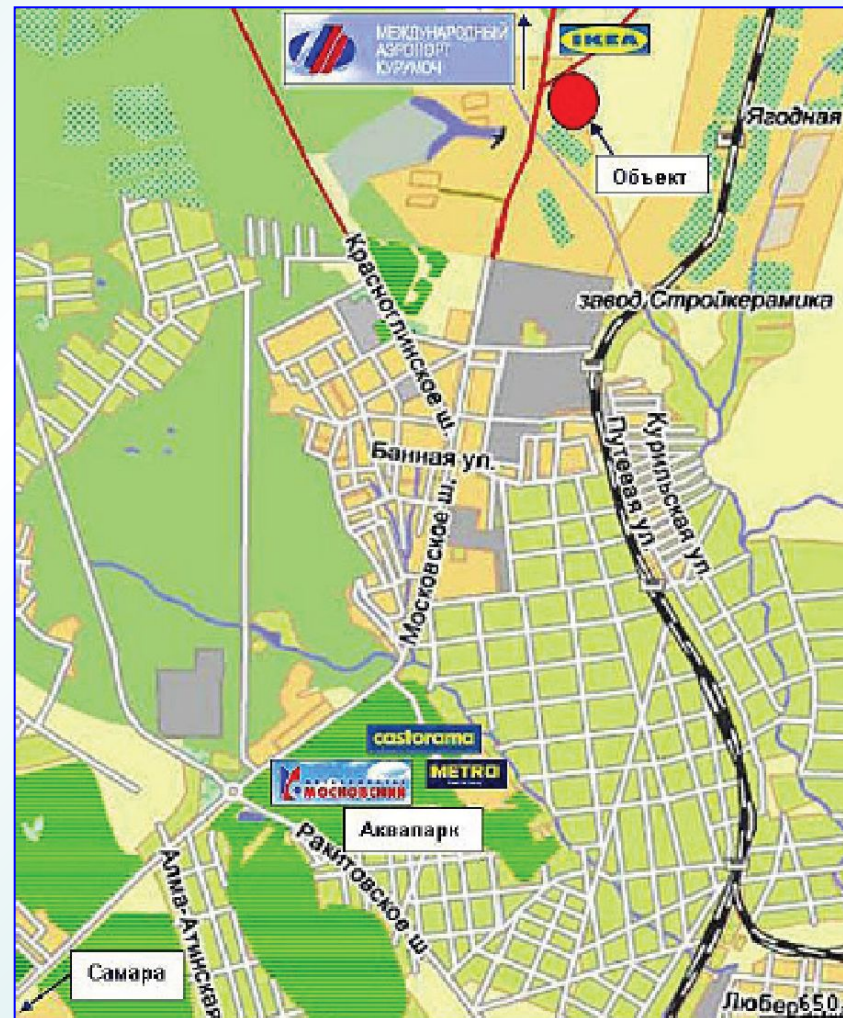 МЕЖДУНАРОДНЫЙ
АЭРОПОРТ
КУРУМОЧ
IKEA
Ягодная
Объект
завод Стройкерамика
Красноглинское ш.
Банная ул.
Московское ш.
Путевая ул.
Курильская ул.
castorama
METRO
МОСКОВСКИЙ
Аквапарк
Ракитовское ш.
Алма-Атинская
Самара
Любер650